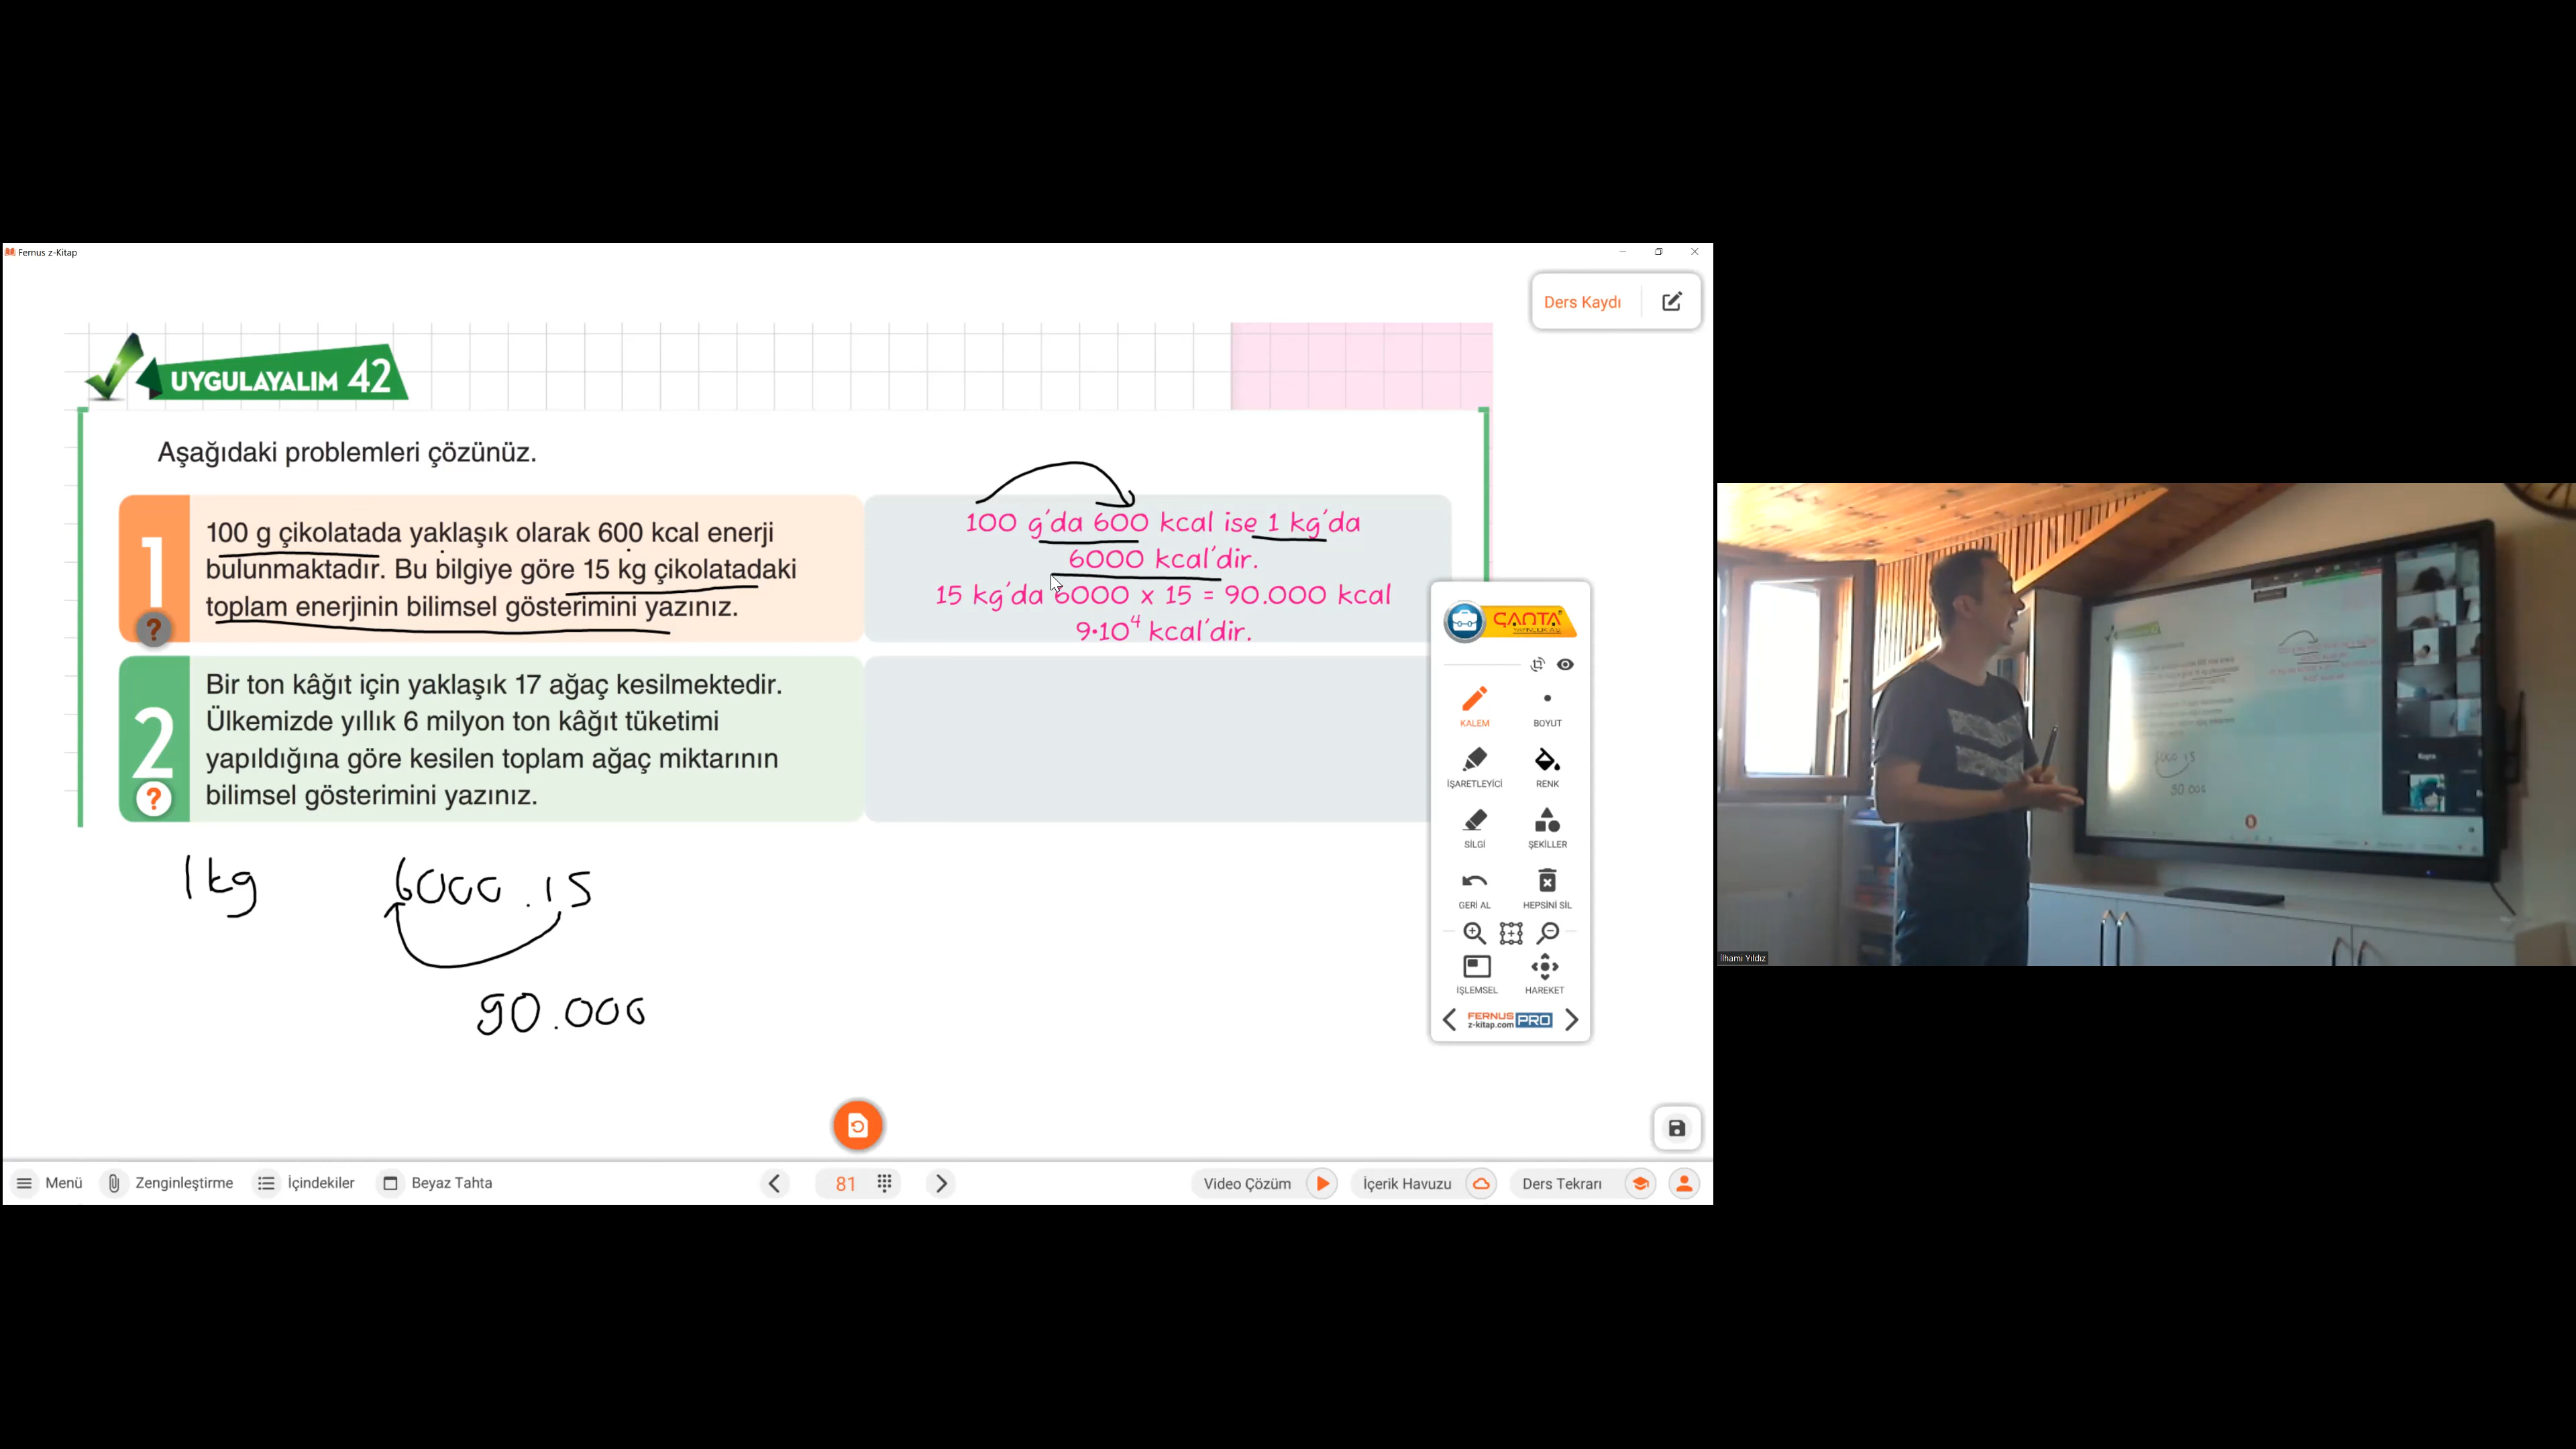 Fernus z-Kitap
Ders Kaydı
UYGULAYALIM 42
Aşağıdaki problemleri çözünüz.
1
100 g çikolatada yaklaşık olarak 600 kcal enerji
bulunmaktadır. Bu bilgiye göre 15 kg çikolatadaki
toplam enerjinin bilimsel gösterimini yazınız.
?
100 g'da 600 kcal ise 1 kg'da
6000 kcal'dir.
15 kg'da 6000 x 15 = 90.000 kcal
9•10⁴ kcal'dir.
2
Bir ton kâğıt için yaklaşık 17 ağaç kesilmektedir.
Ülkemizde yıllık 6 milyon ton kâğıt tüketimi
yapıldığına göre kesilen toplam ağaç miktarının
bilimsel gösterimini yazınız.
?
1kg 6000.15
90.000
ÇANTA
KALEM BOYUT
İŞARETLEYİCİ RENK
SİLGİ ŞEKİLLER
GERİ AL HEPSİNİ SİL
İŞLEMSEL HAREKET
FERNUS
z-kitap.com PRO
Menü Zenginleştirme İçindekiler Beyaz Tahta 81 Video Çözüm İçerik Havuzu Ders Tekrarı
6000.15
90.000
İlhami Yıldız